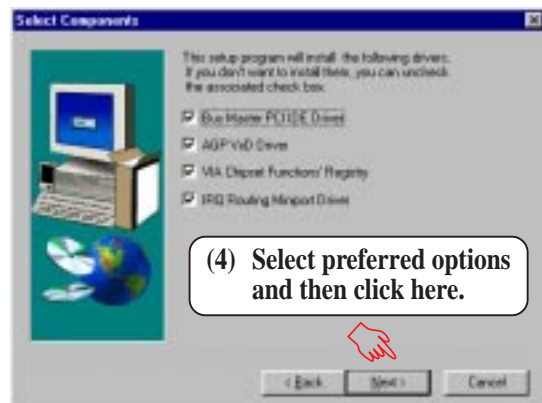 Select Components
This setup program will install the following drivers.
If you don't want to install them, you can uncheck
the associated check box:
Bus Master PCI IDE Driver
AGP VxD Driver
VIA Chipset Functions' Registry
IRQ Routing Miniport Driver
(4) Select preferred options
and then click here.
< Back Next > Cancel